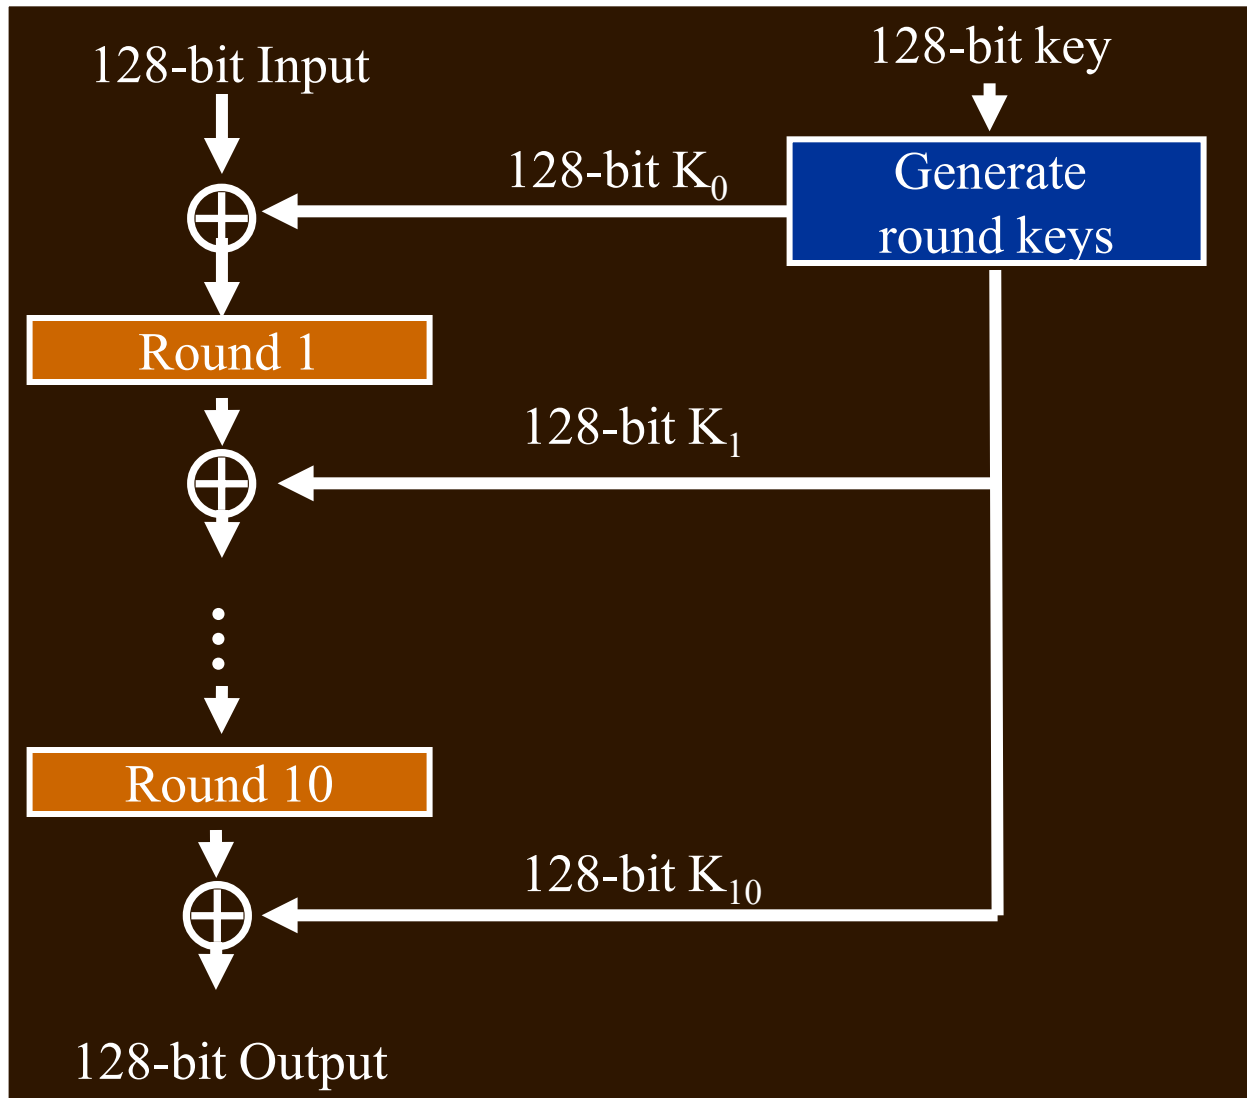 128-bit Input
128-bit key
128-bit K₀
Generate
round keys
Round 1
128-bit K₁
Round 10
128-bit K₁₀
128-bit Output